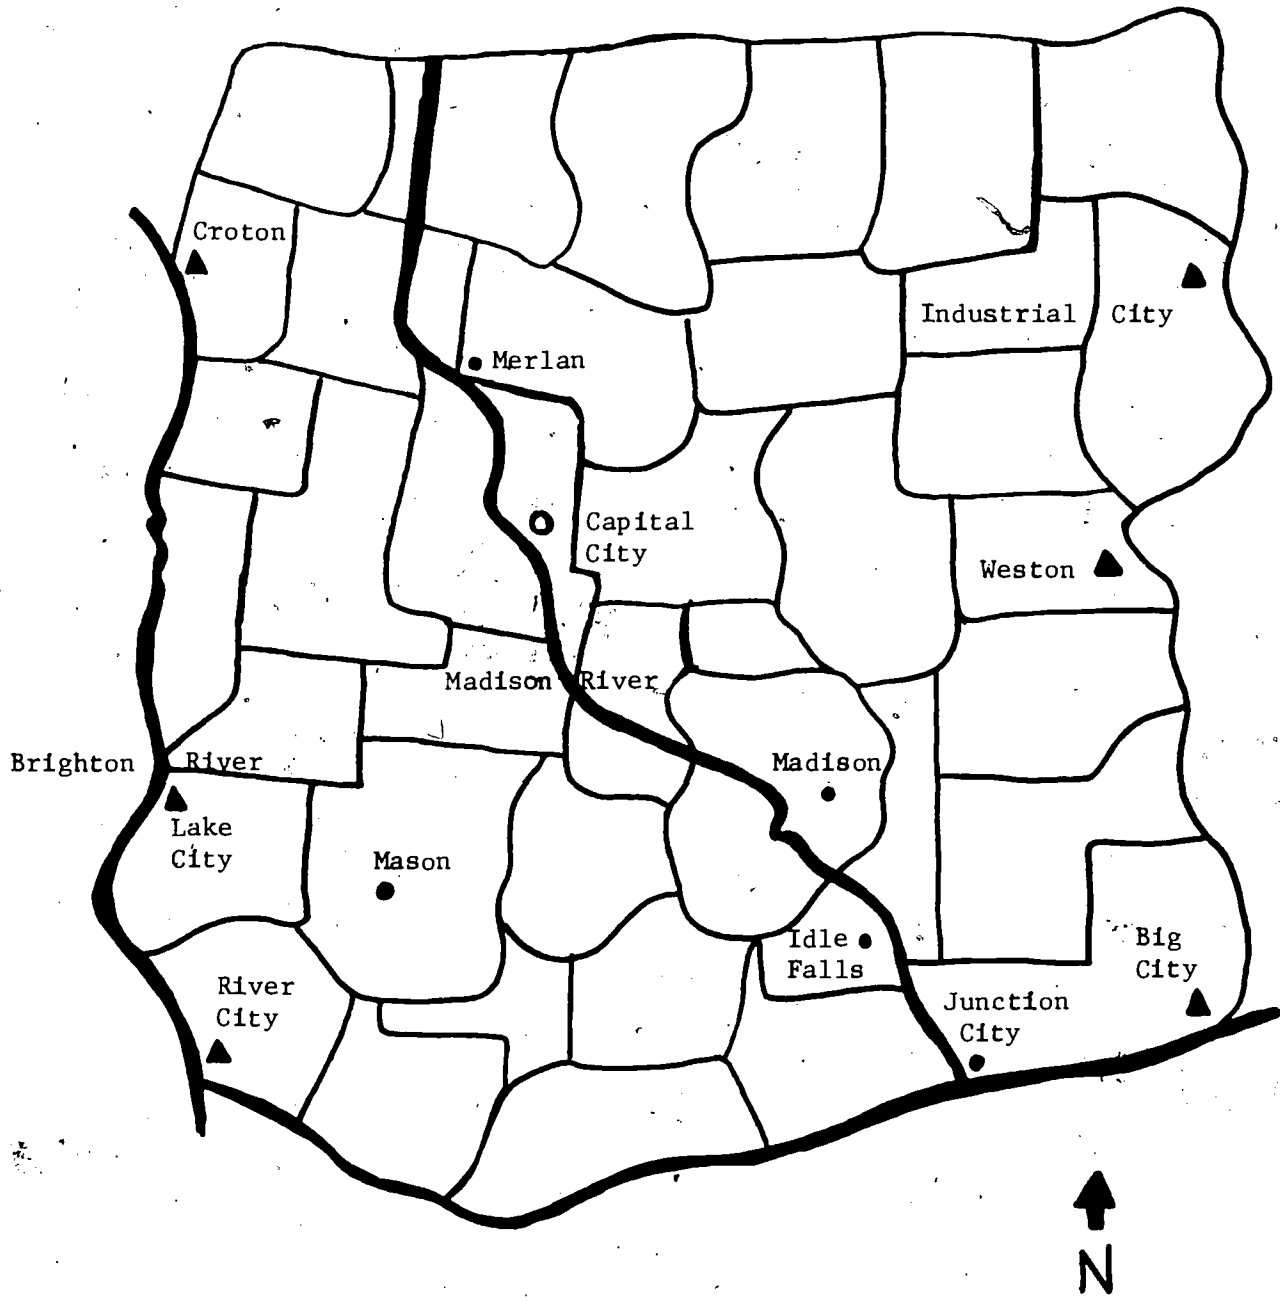 Croton
Industrial City
Merlan
Capital
City
Weston
Madison River
Brighton River
Madison
Lake
City
Mason
Idle
Falls
Big
City
River
City
Junction
City
N